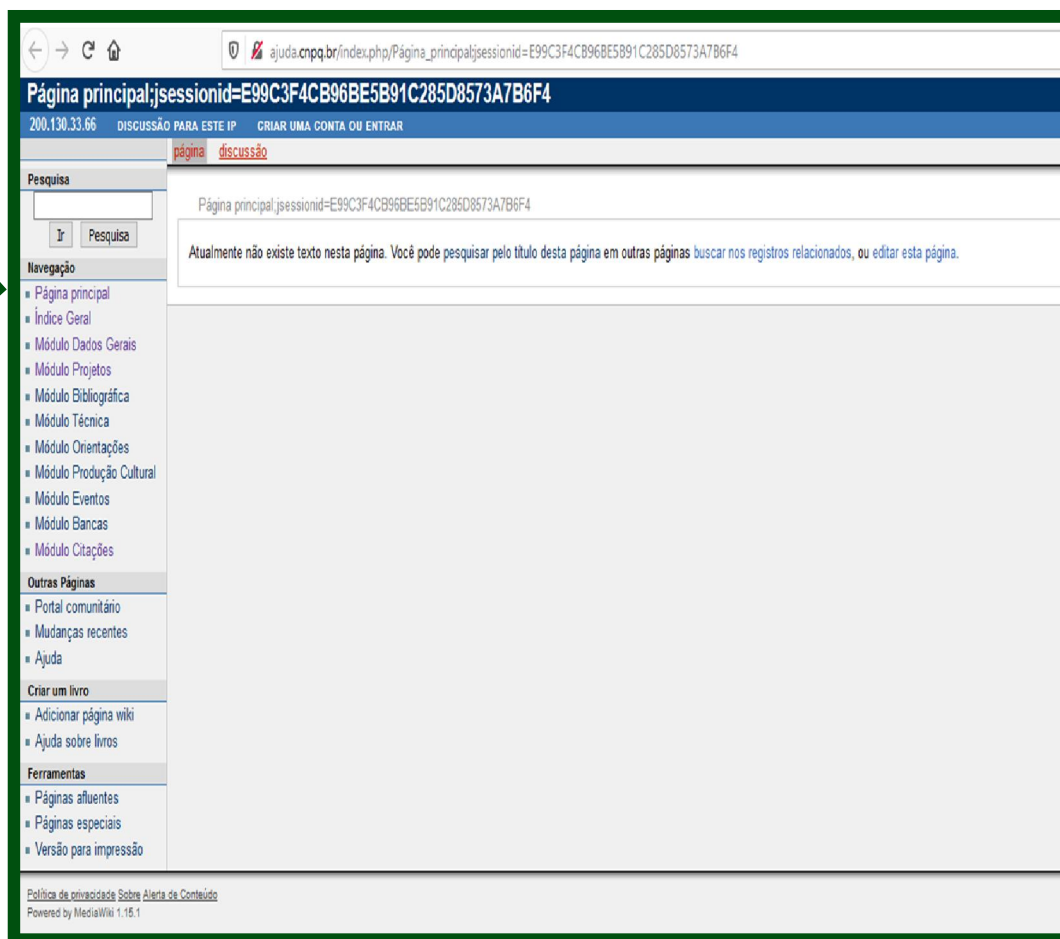 ajuda.cnpq.br/index.php/Página_principal;jsessionid=E99C3F4CB96BE5B91C285D8573A7B6F4
Página principal;jsessionid=E99C3F4CB96BE5B91C285D8573A7B6F4
200.130.33.66 DISCUSSÃO PARA ESTE IP CRIAR UMA CONTA OU ENTRAR
página discussão
Pesquisa
Ir Pesquisa
Navegação
Página principal
Índice Geral
Módulo Dados Gerais
Módulo Projetos
Módulo Bibliográfica
Módulo Técnica
Módulo Orientações
Módulo Produção Cultural
Módulo Eventos
Módulo Bancas
Módulo Citações
Outras Páginas
Portal comunitário
Mudanças recentes
Ajuda
Criar um livro
Adicionar página wiki
Ajuda sobre livros
Ferramentas
Páginas afluentes
Páginas especiais
Versão para impressão
Página principal;jsessionid=E99C3F4CB96BE5B91C285D8573A7B6F4
Atualmente não existe texto nesta página. Você pode pesquisar pelo título desta página em outras páginas buscar nos registros relacionados, ou editar esta página.
Política de privacidade Sobre Alerta de Conteúdo
Powered by MediaWiki 1.15.1